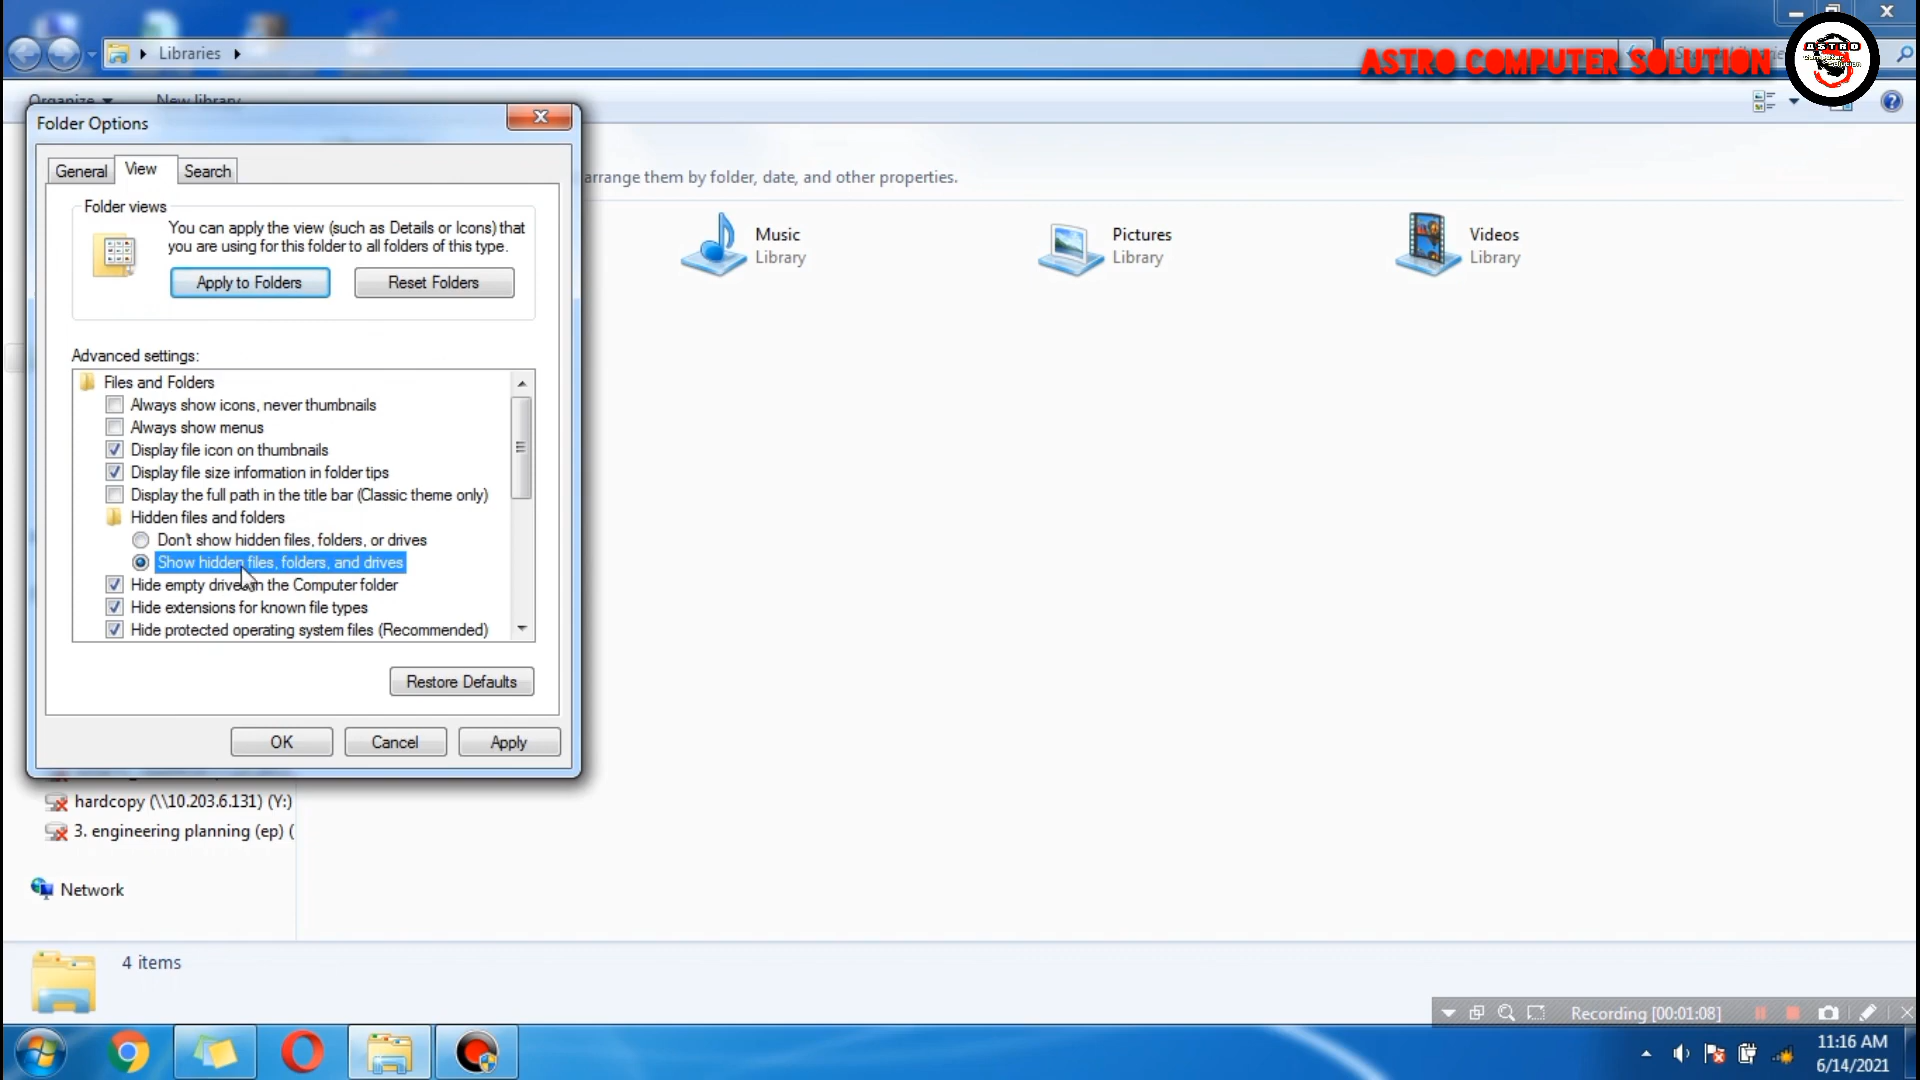 Libraries
ASTRO COMPUTER SOLUTION
ASTRO
Organize
New library
Folder Options
General
View
Search
arrange them by folder, date, and other properties.
Folder views
You can apply the view (such as Details or Icons) that
you are using for this folder to all folders of this type.
Apply to Folders
Reset Folders
Music
Library
Pictures
Library
Videos
Library
Advanced settings:
Files and Folders
Always show icons, never thumbnails
Always show menus
Display file icon on thumbnails
Display file size information in folder tips
Display the full path in the title bar (Classic theme only)
Hidden files and folders
Don't show hidden files, folders, or drives
Show hidden files, folders, and drives
Hide empty drives in the Computer folder
Hide extensions for known file types
Hide protected operating system files (Recommended)
Restore Defaults
OK
Cancel
Apply
hardcopy (\\10.203.6.131) (Y:)
3. engineering planning (ep) (
Network
4 items
Recording [00:01:08]
11:16 AM
6/14/2021